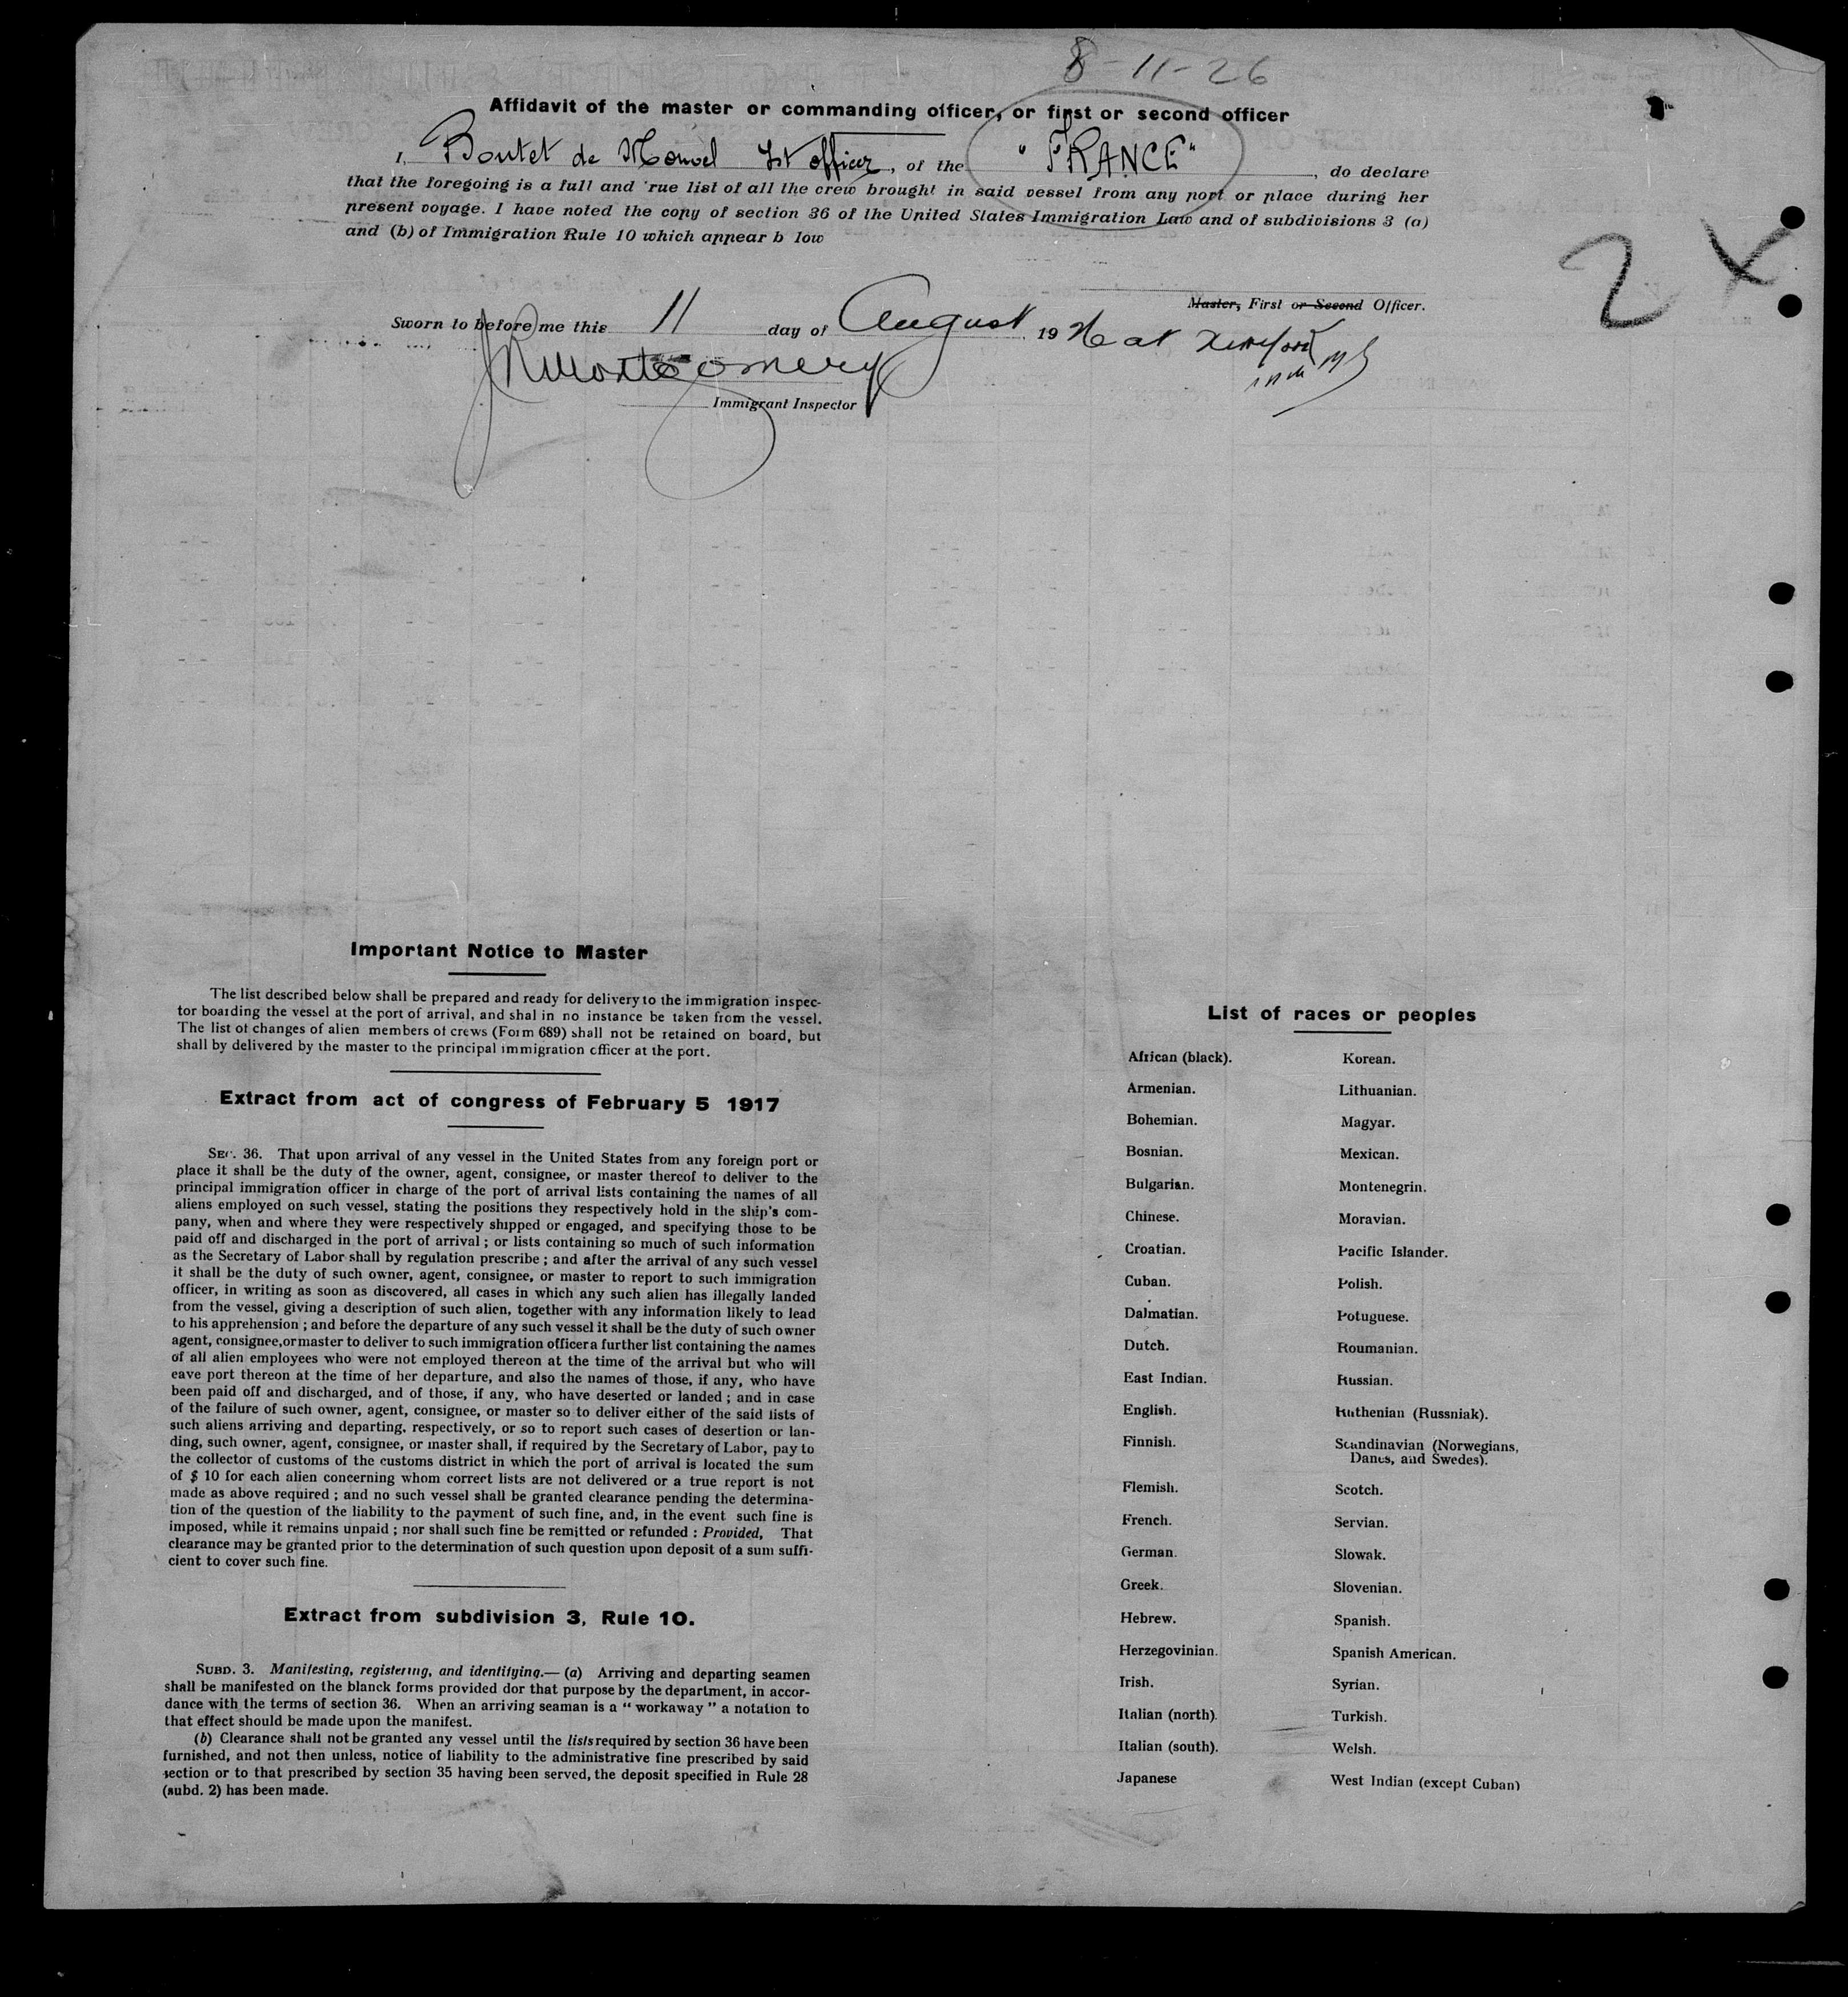 8-11-26
Affidavit of the master or commanding officer, or first or second officer
I, Boutet de Monvel 1st officer, of the "FRANCE", do declare
that the foregoing is a full and rue list of all the crew brought in said vessel from any port or place during her
present voyage. I have noted the copy of section 36 of the United States Immigration Law and of subdivisions 3 (a)
and (b) of Immigration Rule 10 which appear b low
2 X
Master, First or Second Officer.
Sworn to before me this 11 day of August 1926 at New York
Montgomery
Immigrant Inspector
Important Notice to Master
The list described below shall be prepared and ready for delivery to the immigration inspec-
tor boarding the vessel at the port of arrival, and shal in no instance be taken from the vessel.
The list of changes of alien members of crews (Form 689) shall not be retained on board, but
shall by delivered by the master to the principal immigration officer at the port.
Extract from act of congress of February 5 1917
SEC. 36. That upon arrival of any vessel in the United States from any foreign port or
place it shall be the duty of the owner, agent, consignee, or master thereof to deliver to the
principal immigration officer in charge of the port of arrival lists containing the names of all
aliens employed on such vessel, stating the positions they respectively hold in the ship's com-
pany, when and where they were respectively shipped or engaged, and specifying those to be
paid off and discharged in the port of arrival ; or lists containing so much of such information
as the Secretary of Labor shall by regulation prescribe ; and after the arrival of any such vessel
it shall be the duty of such owner, agent, consignee, or master to report to such immigration
officer, in writing as soon as discovered, all cases in which any such alien has illegally landed
from the vessel, giving a description of such alien, together with any information likely to lead
to his apprehension ; and before the departure of any such vessel it shall be the duty of such owner
agent, consignee, or master to deliver to such immigration officer a further list containing the names
of all alien employees who were not employed thereon at the time of the arrival but who will
eave port thereon at the time of her departure, and also the names of those, if any, who have
been paid off and discharged, and of those, if any, who have deserted or landed ; and in case
of the failure of such owner, agent, consignee, or master so to deliver either of the said lists of
such aliens arriving and departing, respectively, or so to report such cases of desertion or lan-
ding, such owner, agent, consignee, or master shall, if required by the Secretary of Labor, pay to
the collector of customs of the customs district in which the port of arrival is located the sum
of $ 10 for each alien concerning whom correct lists are not delivered or a true report is not
made as above required ; and no such vessel shall be granted clearance pending the determina-
tion of the question of the liability to the payment of such fine, and, in the event such fine is
imposed, while it remains unpaid ; nor shall such fine be remitted or refunded : Provided, That
clearance may be granted prior to the determination of such question upon deposit of a sum suffi-
cient to cover such fine.
Extract from subdivision 3, Rule 10.
SUBD. 3. Manifesting, registering, and identifying.— (a) Arriving and departing seamen
shall be manifested on the blanck forms provided dor that purpose by the department, in accor-
dance with the terms of section 36. When an arriving seaman is a “ workaway ” a notation to
that effect should be made upon the manifest.
(b) Clearance shall not be granted any vessel until the lists required by section 36 have been
furnished, and not then unless, notice of liability to the administrative fine prescribed by said
section or to that prescribed by section 35 having been served, the deposit specified in Rule 28
(subd. 2) has been made.
List of races or peoples
African (black).
Armenian.
Bohemian.
Bosnian.
Bulgarian.
Chinese.
Croatian.
Cuban.
Dalmatian.
Dutch.
East Indian.
English.
Finnish.
Flemish.
French.
German.
Greek.
Hebrew.
Herzegovinian.
Irish.
Italian (north).
Italian (south).
Japanese
Korean.
Lithuanian.
Magyar.
Mexican.
Montenegrin.
Moravian.
Pacific Islander.
Polish.
Potuguese.
Roumanian.
Russian.
Ruthenian (Russniak).
Scandinavian (Norwegians,
Danes, and Swedes).
Scotch.
Servian.
Slowak.
Slovenian.
Spanish.
Spanish American.
Syrian.
Turkish.
Welsh.
West Indian (except Cuban)